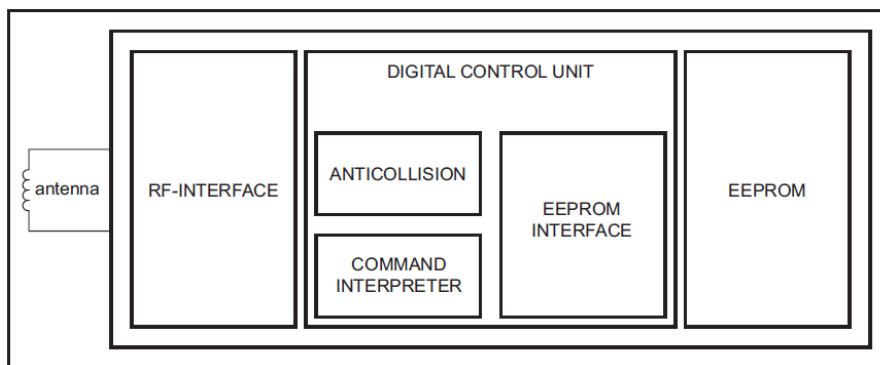 DIGITAL CONTROL UNIT
antenna
RF-INTERFACE
ANTICOLLISION
COMMAND
INTERPRETER
EEPROM
INTERFACE
EEPROM